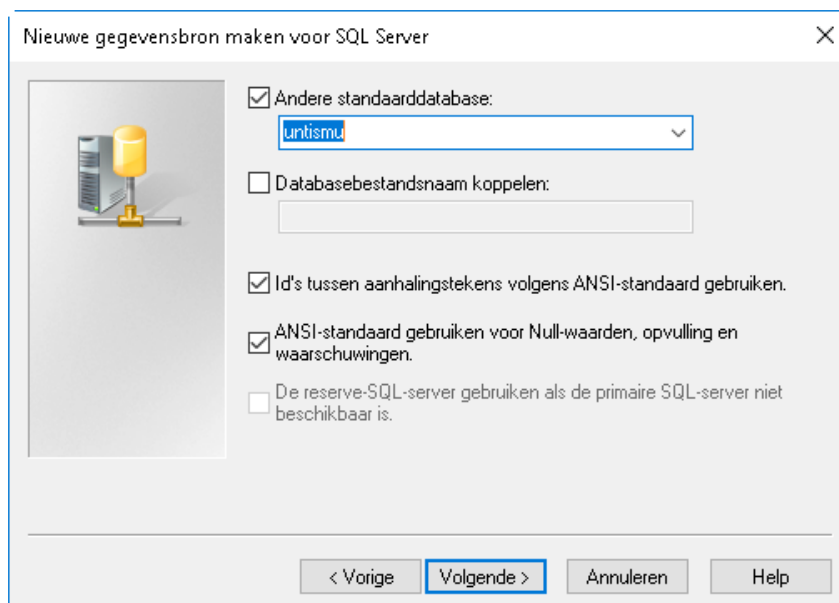 Nieuwe gegevensbron maken voor SQL Server
Andere standaarddatabase:
untismu
Databasebestandsnaam koppelen:
Id's tussen aanhalingstekens volgens ANSI-standaard gebruiken.
ANSI-standaard gebruiken voor Null-waarden, opvulling en
waarschuwingen.
De reserve-SQL-server gebruiken als de primaire SQL-server niet
beschikbaar is.
< Vorige
Volgende >
Annuleren
Help